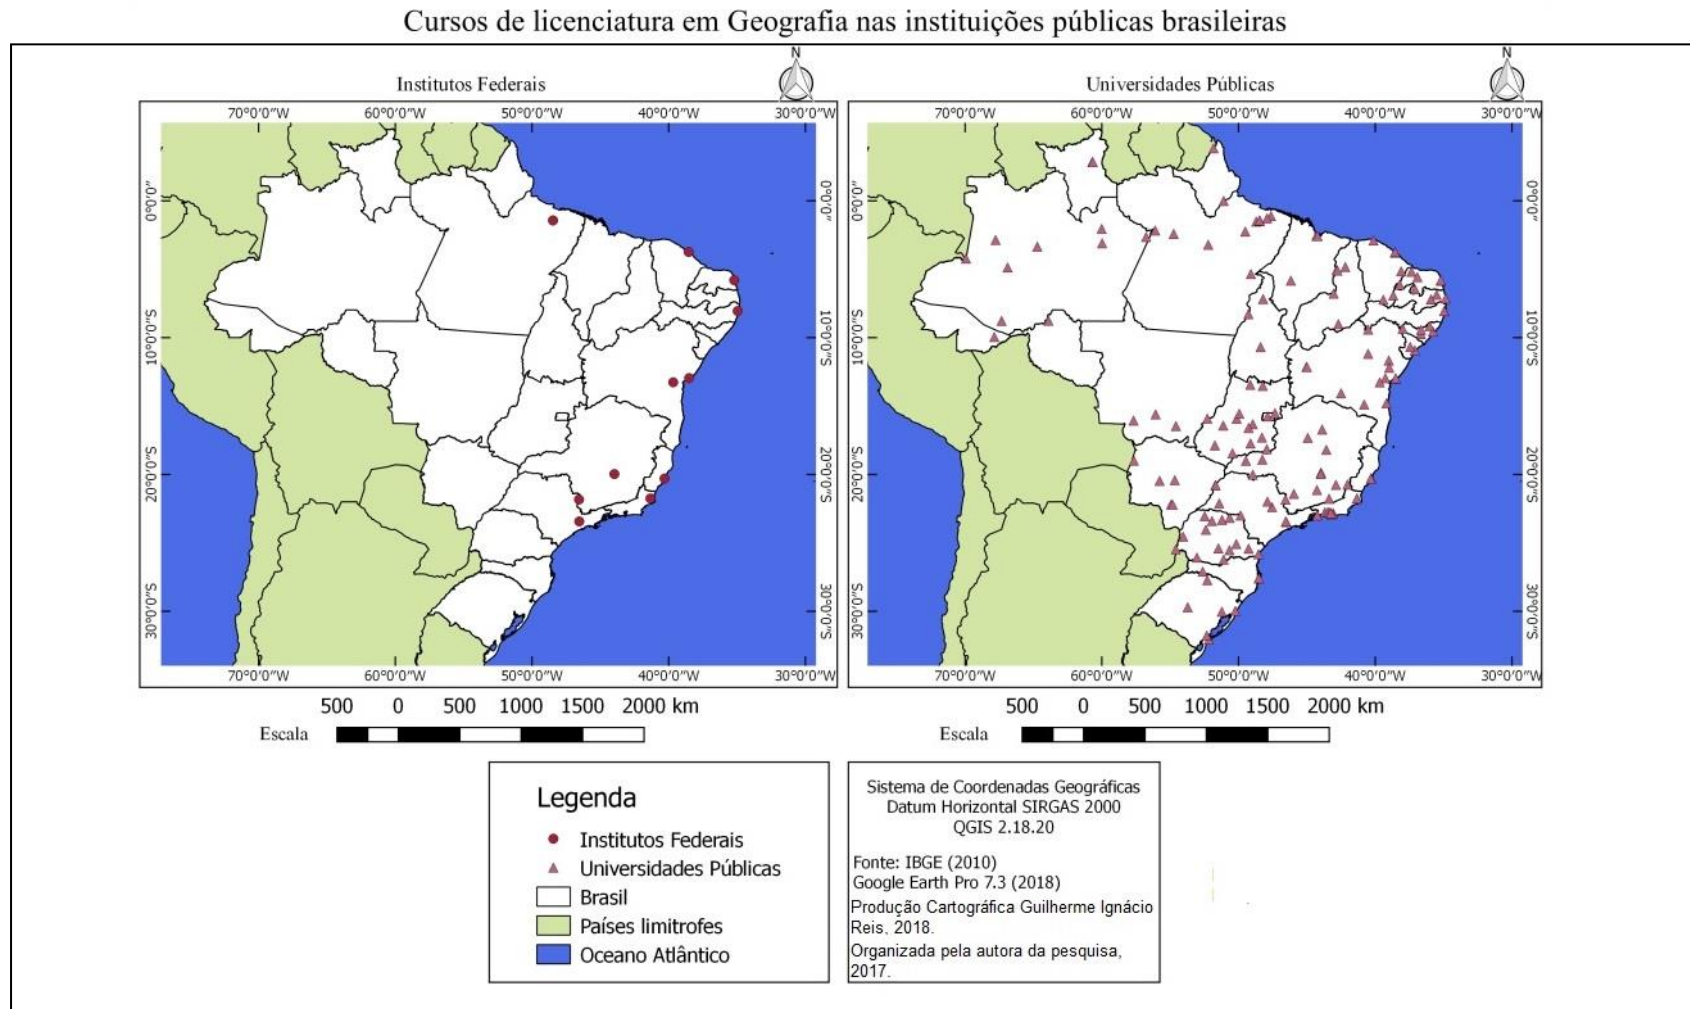 Cursos de licenciatura em Geografia nas instituições públicas brasileiras
Institutos Federais
N
70°0'0"W 60°0'0"W 50°0'0"W 40°0'0"W 30°0'0"W
0°0'0"
10°0'0"S
20°0'0"S
30°0'0"S
0°0'0"
10°0'0"S
20°0'0"S
30°0'0"S
70°0'0"W 60°0'0"W 50°0'0"W 40°0'0"W 30°0'0"W
500 0 500 1000 1500 2000 km
Escala
Universidades Públicas
N
70°0'0"W 60°0'0"W 50°0'0"W 40°0'0"W 30°0'0"W
0°0'0"
10°0'0"S
20°0'0"S
30°0'0"S
0°0'0"
10°0'0"S
20°0'0"S
30°0'0"S
70°0'0"W 60°0'0"W 50°0'0"W 40°0'0"W 30°0'0"W
500 0 500 1000 1500 2000 km
Escala
Legenda
Institutos Federais
Universidades Públicas
Brasil
Países limitrofes
Oceano Atlântico
Sistema de Coordenadas Geográficas
Datum Horizontal SIRGAS 2000
QGIS 2.18.20
Fonte: IBGE (2010)
Google Earth Pro 7.3 (2018)
Produção Cartográfica Guilherme Ignácio
Reis, 2018.
Organizada pela autora da pesquisa,
2017.